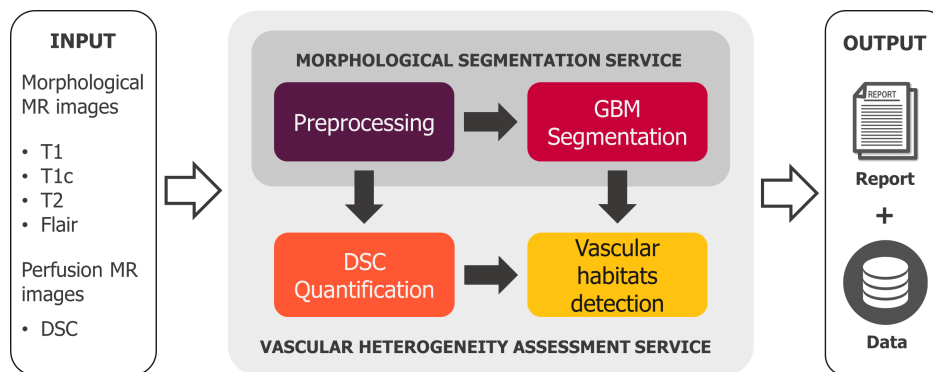 INPUT
Morphological
MR images
• T1
• T1c
• T2
• Flair
Perfusion MR
images
• DSC
MORPHOLOGICAL SEGMENTATION SERVICE
Preprocessing
GBM
Segmentation
DSC
Quantification
Vascular
habitats
detection
VASCULAR HETEROGENEITY ASSESSMENT SERVICE
OUTPUT
REPORT
Report
+
Data